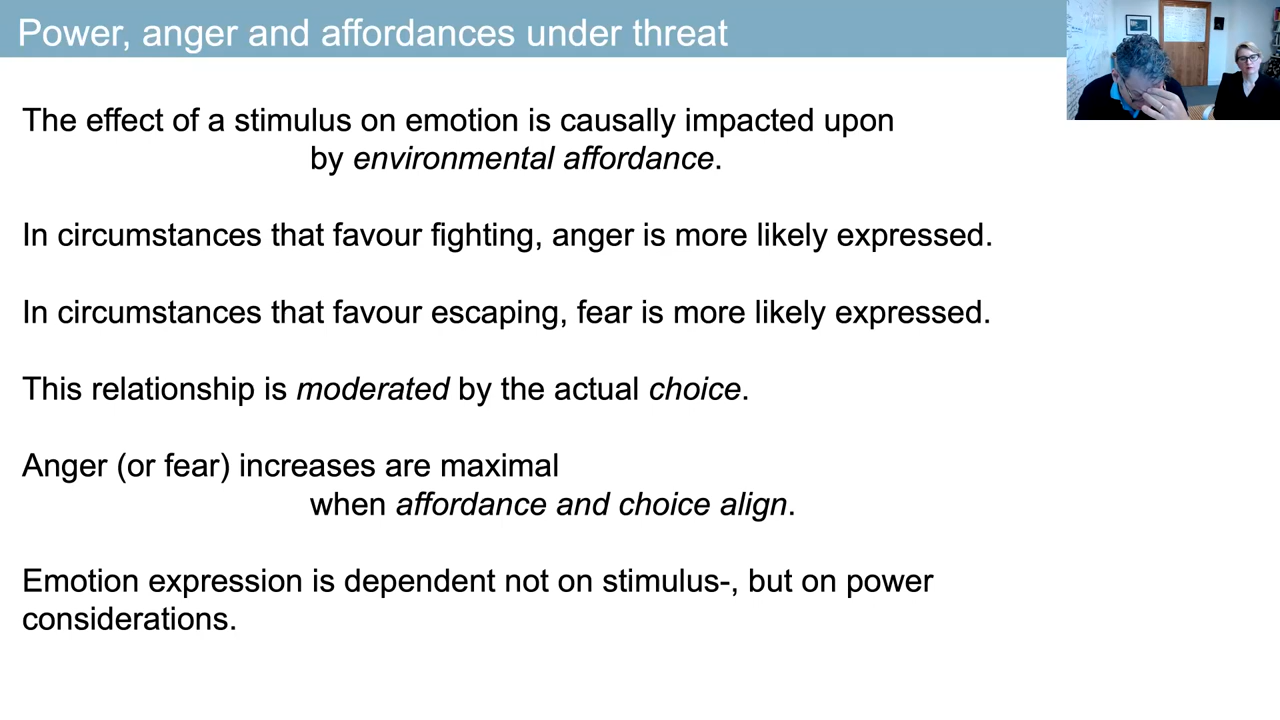 Power, anger and affordances under threat
The effect of a stimulus on emotion is causally impacted upon
by environmental affordance.
In circumstances that favour fighting, anger is more likely expressed.
In circumstances that favour escaping, fear is more likely expressed.
This relationship is moderated by the actual choice.
Anger (or fear) increases are maximal
when affordance and choice align.
Emotion expression is dependent not on stimulus-, but on power
considerations.